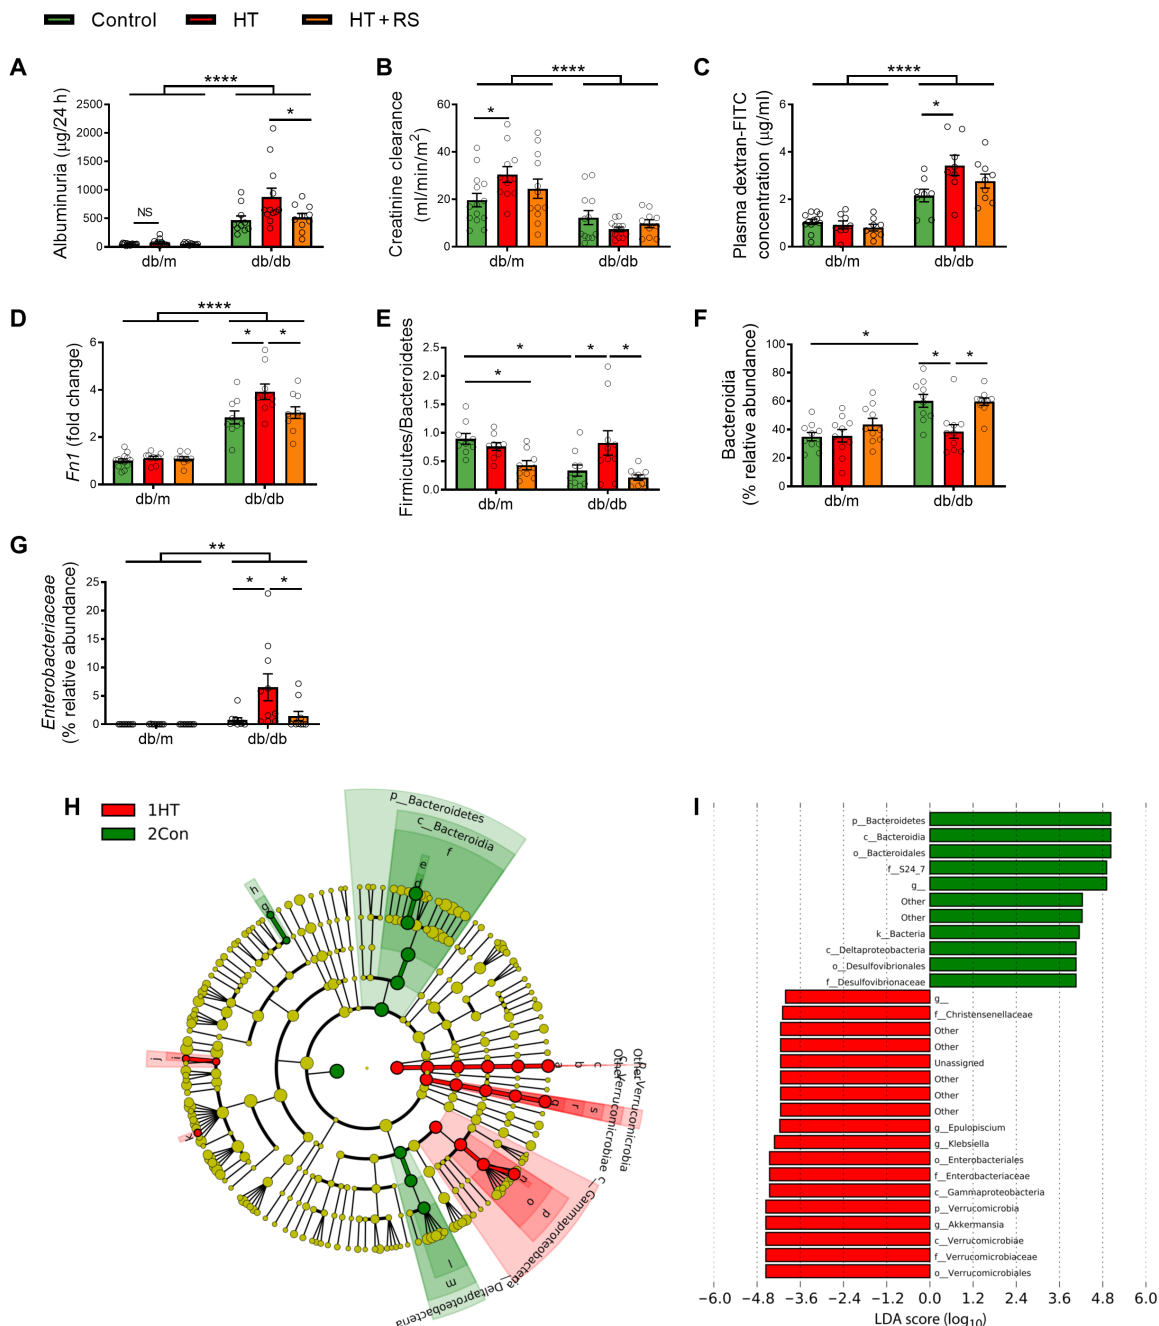 Control HT HT + RS
A
****
*
NS
Albuminuria (µg/24 h)
2500
2000
1500
1000
500
0
db/m db/db
B
****
*
Creatinine clearance
(ml/min/m²)
60
40
20
0
db/m db/db
C
****
*
Plasma dextran-FITC
concentration (µg/ml)
6
4
2
0
db/m db/db
D
****
* *
Fn1 (fold change)
6
4
2
0
db/m db/db
E
* * *
*
Firmicutes/Bacteroidetes
2.5
2.0
1.5
1.0
0.5
0.0
db/m db/db
F
*
* *
Bacteroidia
(% relative abundance)
100
80
60
40
20
0
db/m db/db
G
**
* *
Enterobacteriaceae
(% relative abundance)
25
20
15
10
5
0
db/m db/db
H
1HT
2Con
p__Bacteroidetes
c__Bacteroidia
f
e
d
h
g
j i
k
a b c
Other
Other
p__Verrucomicrobia
c__Verrucomicrobiae
q r s
c__Gammaproteobacteria
n
o
p
c__Deltaproteobacteria
l
m
I
p__Bacteroidetes
c__Bacteroidia
o__Bacteroidales
f__S24_7
g__
Other
Other
k__Bacteria
c__Deltaproteobacteria
o__Desulfovibrionales
f__Desulfovibrionaceae
g__
f__Christensenellaceae
Other
Other
Unassigned
Other
Other
Other
g__Epulopiscium
g__Klebsiella
o__Enterobacteriales
f__Enterobacteriaceae
c__Gammaproteobacteria
p__Verrucomicrobia
g__Akkermansia
c__Verrucomicrobiae
f__Verrucomicrobiaceae
o__Verrucomicrobiales
−6.0 −4.8 −3.6 −2.4 −1.2 0.0 1.2 2.4 3.6 4.8 6.0
LDA score (log₁₀)